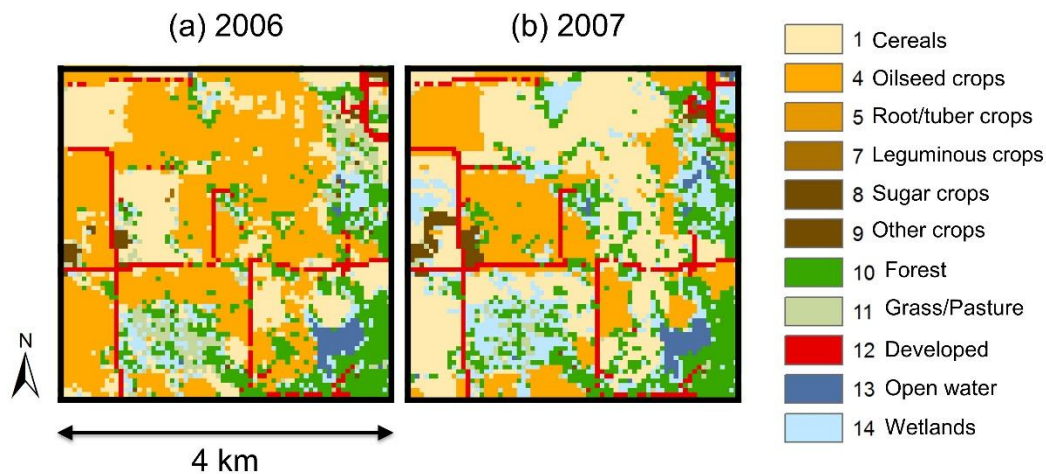 (a) 2006
(b) 2007
1 Cereals
4 Oilseed crops
5 Root/tuber crops
7 Leguminous crops
8 Sugar crops
9 Other crops
10 Forest
11 Grass/Pasture
12 Developed
13 Open water
14 Wetlands
N
4 km